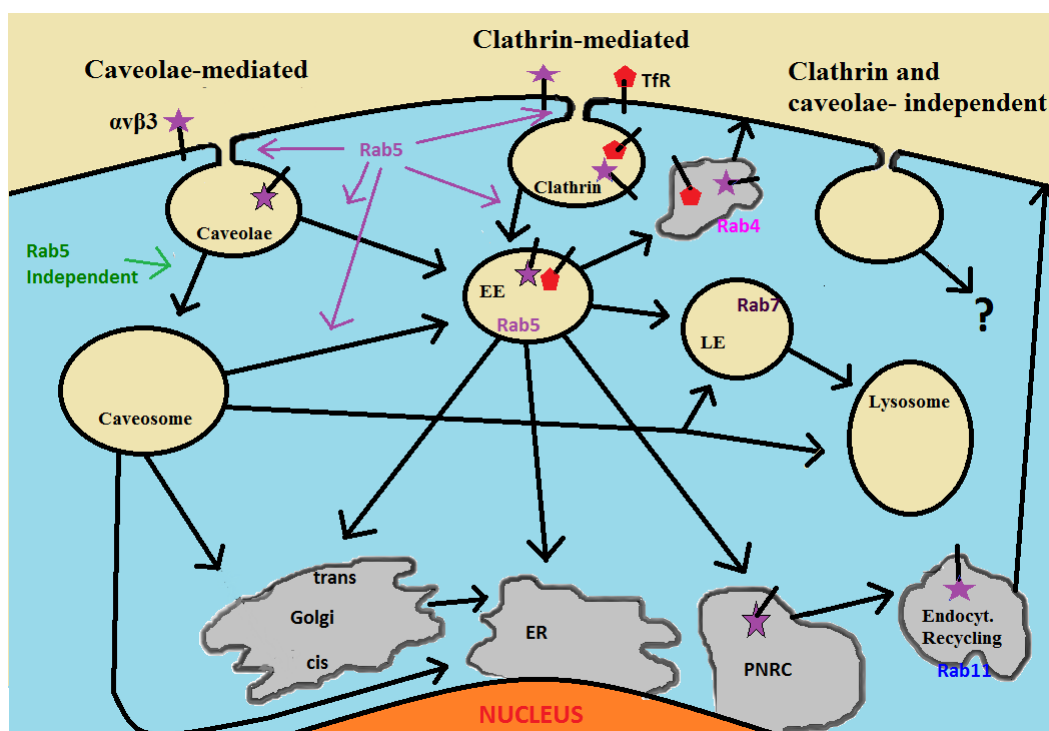 Clathrin-mediated
Caveolae-mediated
Clathrin and
caveolae- independent
αvβ3
TfR
Rab5
Clathrin
Caveolae
Rab4
Rab5
Independent
EE
Rab5
Rab7
LE
?
Caveosome
Lysosome
trans
Golgi
cis
ER
PNRC
Endocyt.
Recycling
Rab11
NUCLEUS